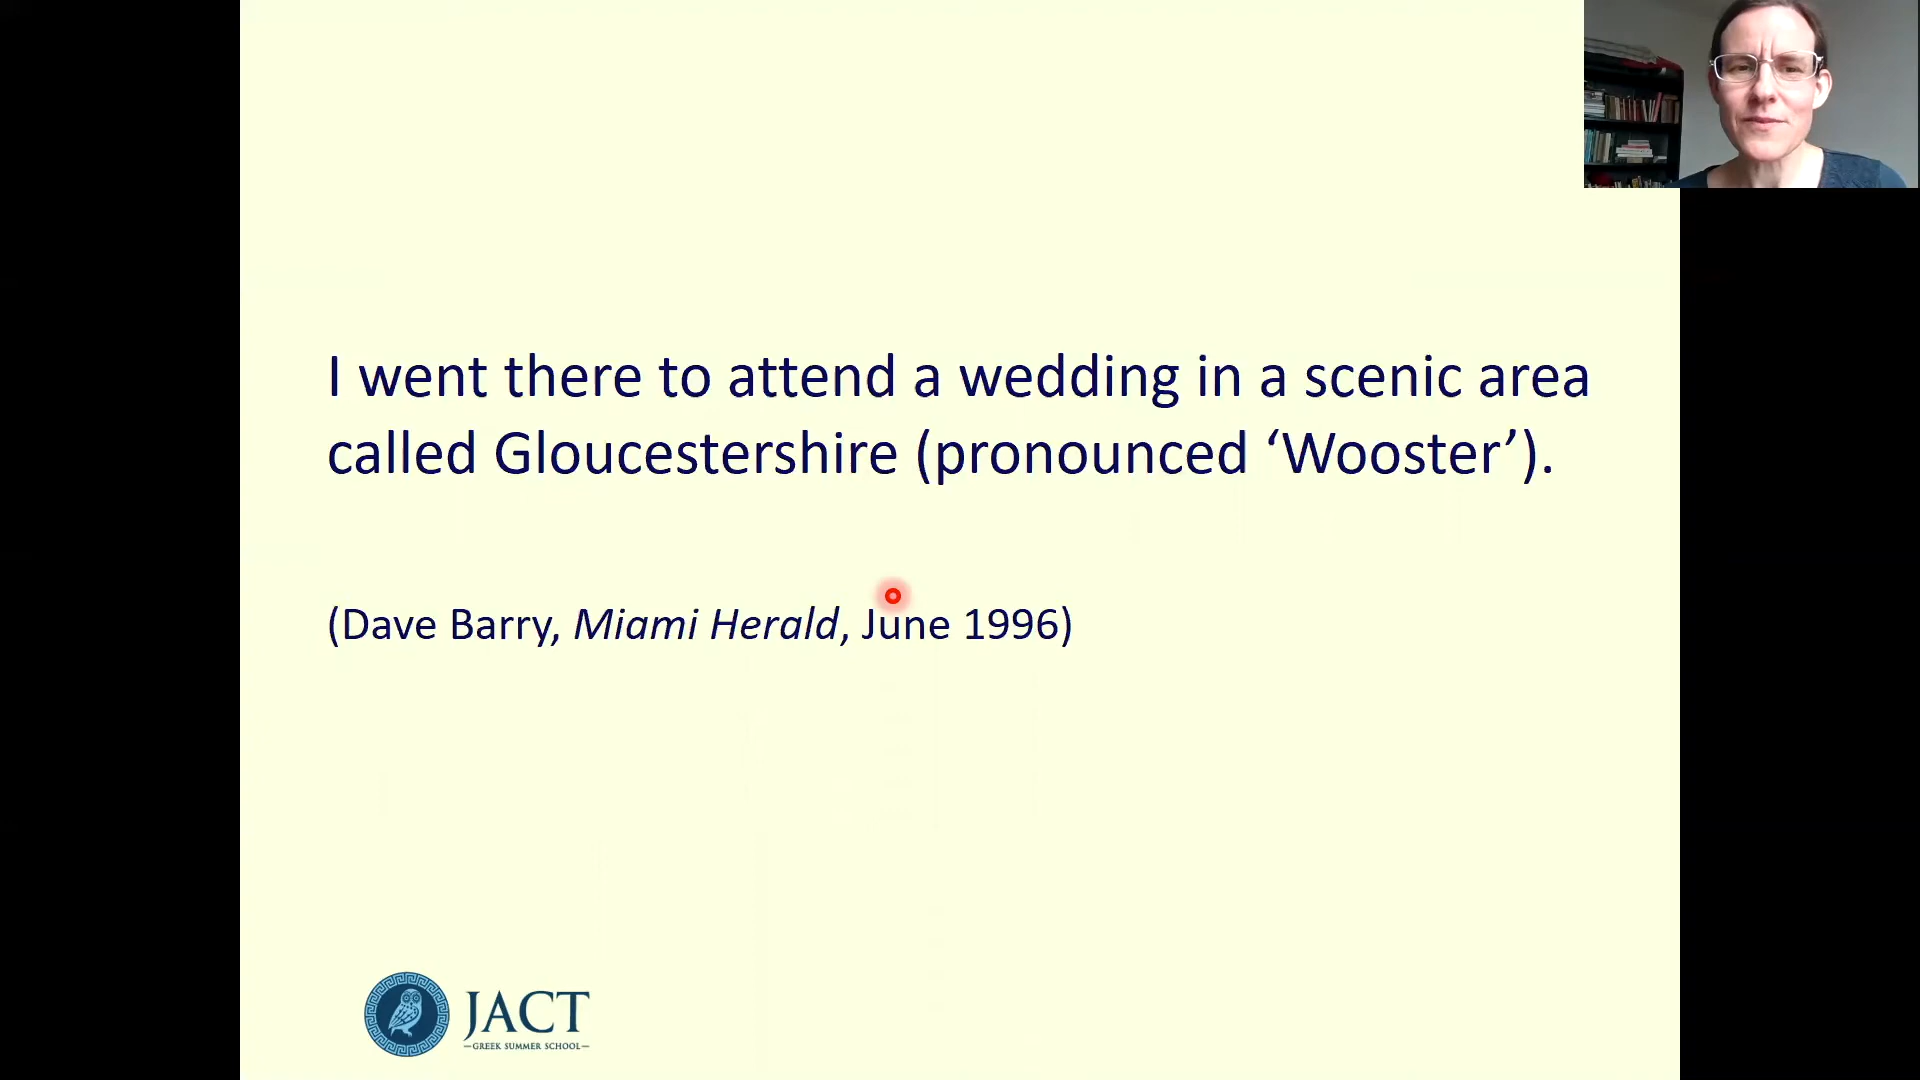 I went there to attend a wedding in a scenic area
called Gloucestershire (pronounced ‘Wooster’).
(Dave Barry, Miami Herald, June 1996)
JACT
—GREEK SUMMER SCHOOL—